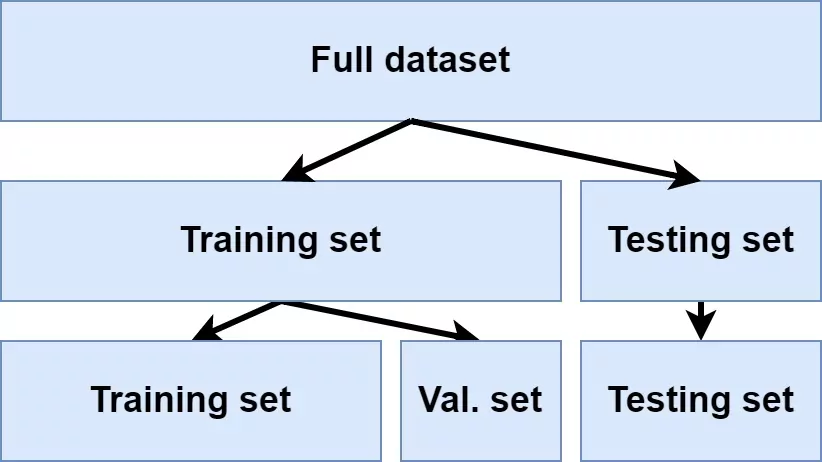 Full dataset
Training set
Testing set
Training set
Val. set
Testing set